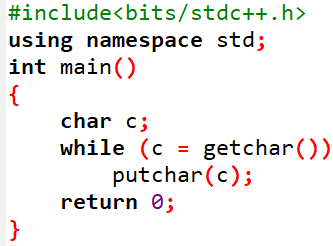 #include<bits/stdc++.h>
using namespace std;
int main()
{
    char c;
    while (c = getchar())
        putchar(c);
    return 0;
}